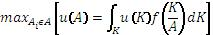 max_{A_i∈A} [u(A) = ∫_K u(K) f(K/A) dK]